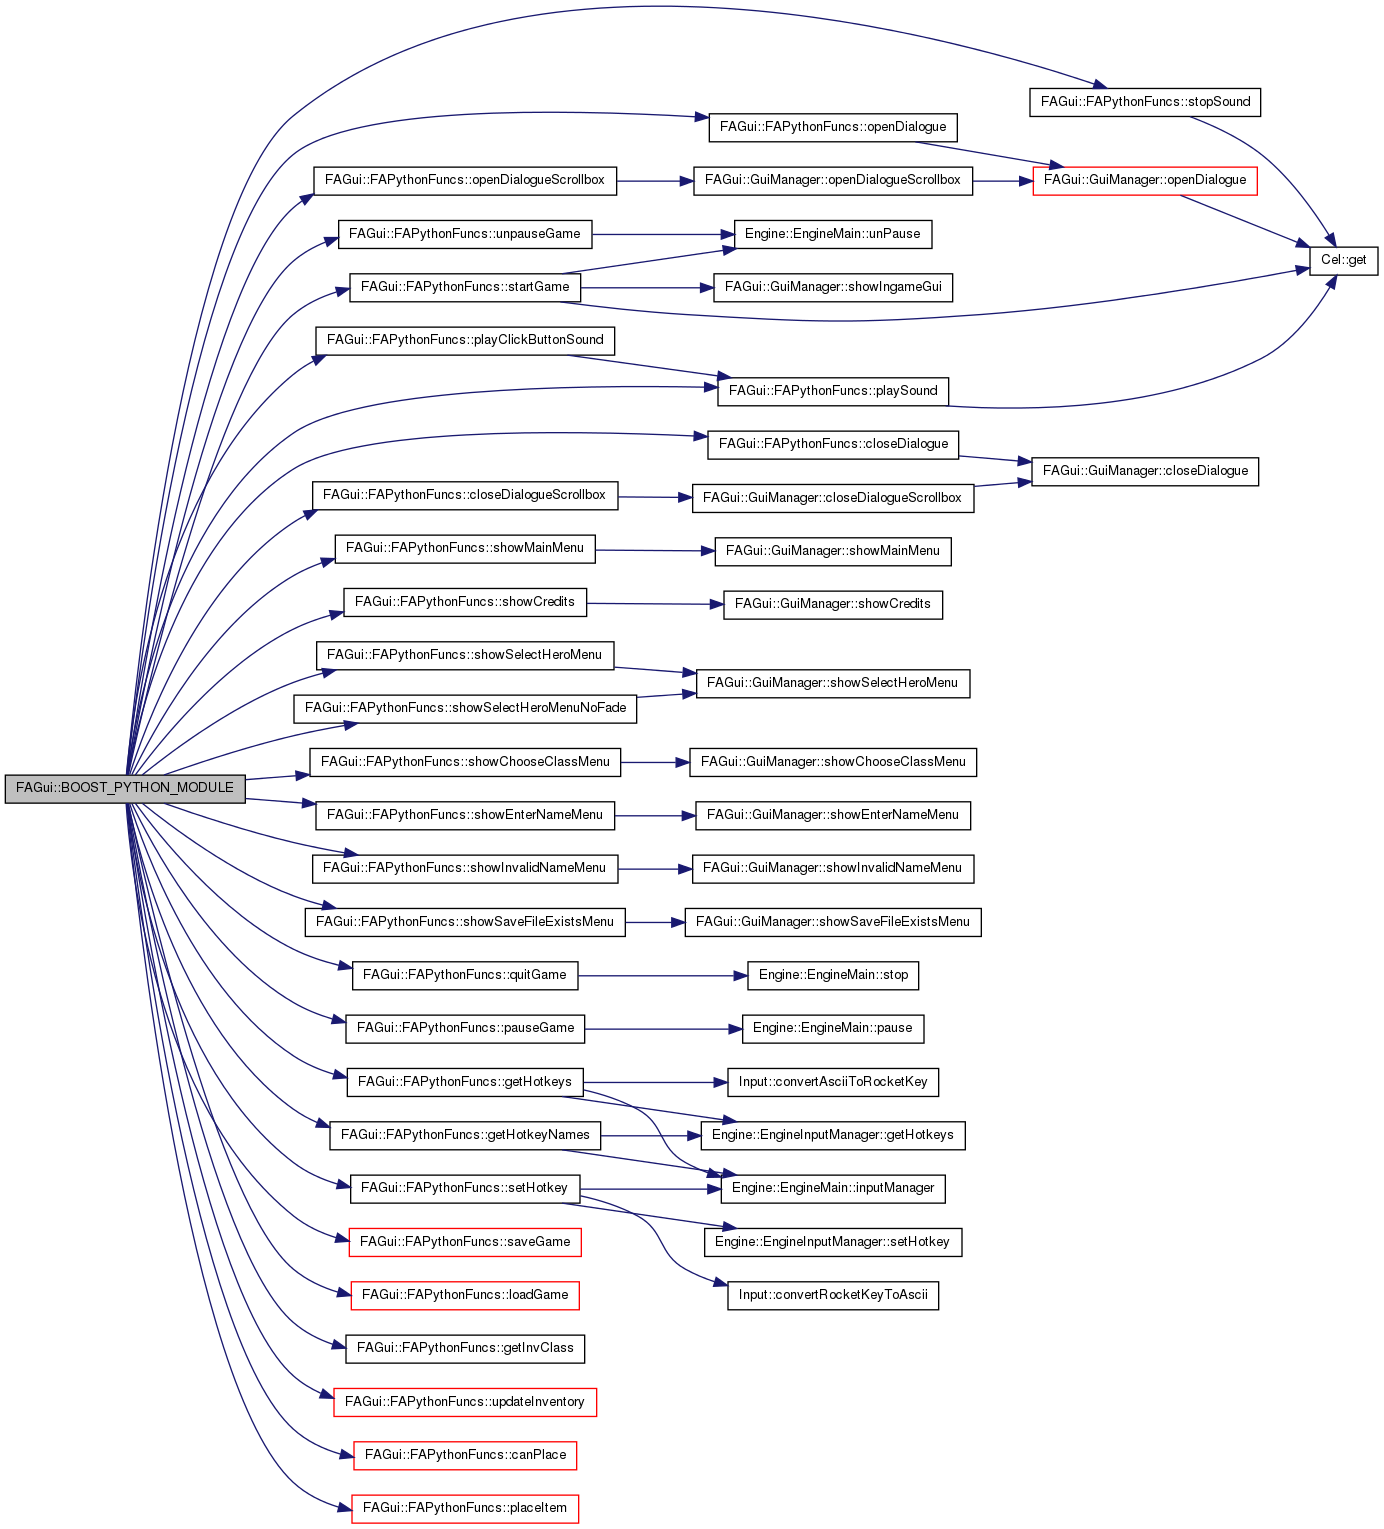 FAGui::FAPythonFuncs::stopSound
FAGui::FAPythonFuncs::openDialogue
FAGui::FAPythonFuncs::openDialogueScrollbox
FAGui::GuiManager::openDialogueScrollbox
FAGui::GuiManager::openDialogue
FAGui::FAPythonFuncs::unpauseGame
Engine::EngineMain::unPause
Cel::get
FAGui::FAPythonFuncs::startGame
FAGui::GuiManager::showIngameGui
FAGui::FAPythonFuncs::playClickButtonSound
FAGui::FAPythonFuncs::playSound
FAGui::FAPythonFuncs::closeDialogue
FAGui::GuiManager::closeDialogue
FAGui::FAPythonFuncs::closeDialogueScrollbox
FAGui::GuiManager::closeDialogueScrollbox
FAGui::FAPythonFuncs::showMainMenu
FAGui::GuiManager::showMainMenu
FAGui::FAPythonFuncs::showCredits
FAGui::GuiManager::showCredits
FAGui::FAPythonFuncs::showSelectHeroMenu
FAGui::GuiManager::showSelectHeroMenu
FAGui::FAPythonFuncs::showSelectHeroMenuNoFade
FAGui::FAPythonFuncs::showChooseClassMenu
FAGui::GuiManager::showChooseClassMenu
FAGui::BOOST_PYTHON_MODULE
FAGui::FAPythonFuncs::showEnterNameMenu
FAGui::GuiManager::showEnterNameMenu
FAGui::FAPythonFuncs::showInvalidNameMenu
FAGui::GuiManager::showInvalidNameMenu
FAGui::FAPythonFuncs::showSaveFileExistsMenu
FAGui::GuiManager::showSaveFileExistsMenu
FAGui::FAPythonFuncs::quitGame
Engine::EngineMain::stop
FAGui::FAPythonFuncs::pauseGame
Engine::EngineMain::pause
FAGui::FAPythonFuncs::getHotkeys
Input::convertAsciiToRocketKey
FAGui::FAPythonFuncs::getHotkeyNames
Engine::EngineInputManager::getHotkeys
FAGui::FAPythonFuncs::setHotkey
Engine::EngineMain::inputManager
FAGui::FAPythonFuncs::saveGame
Engine::EngineInputManager::setHotkey
FAGui::FAPythonFuncs::loadGame
Input::convertRocketKeyToAscii
FAGui::FAPythonFuncs::getInvClass
FAGui::FAPythonFuncs::updateInventory
FAGui::FAPythonFuncs::canPlace
FAGui::FAPythonFuncs::placeItem